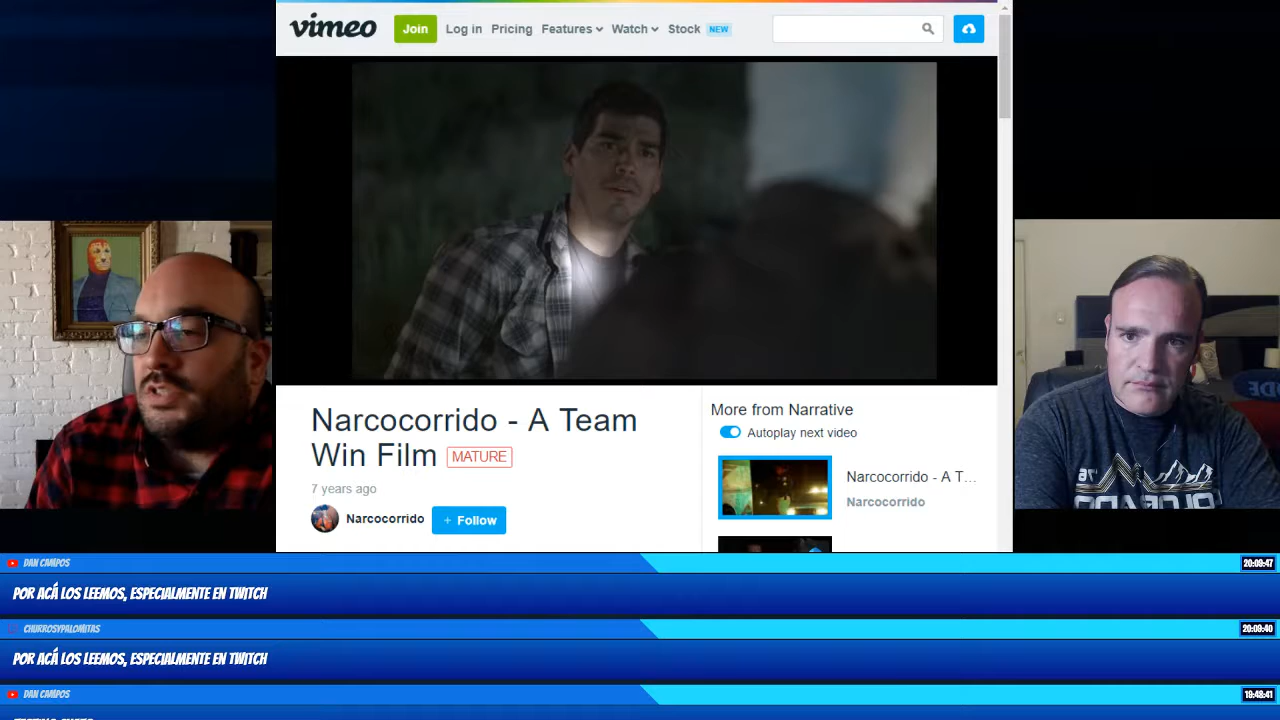 vimeo
Join
Log in
Pricing
Features
Watch
Stock
NEW
Narcocorrido - A Team
Win Film
MATURE
7 years ago
Narcocorrido
+ Follow
More from Narrative
Autoplay next video
Narcocorrido - A T...
Narcocorrido
DAN CAMPOS
20:09:47
POR ACÁ LOS LEEMOS, ESPECIALMENTE EN TWITCH
CHURROSYPALOMITAS
20:09:40
POR ACÁ LOS LEEMOS, ESPECIALMENTE EN TWITCH
DAN CAMPOS
19:48:41